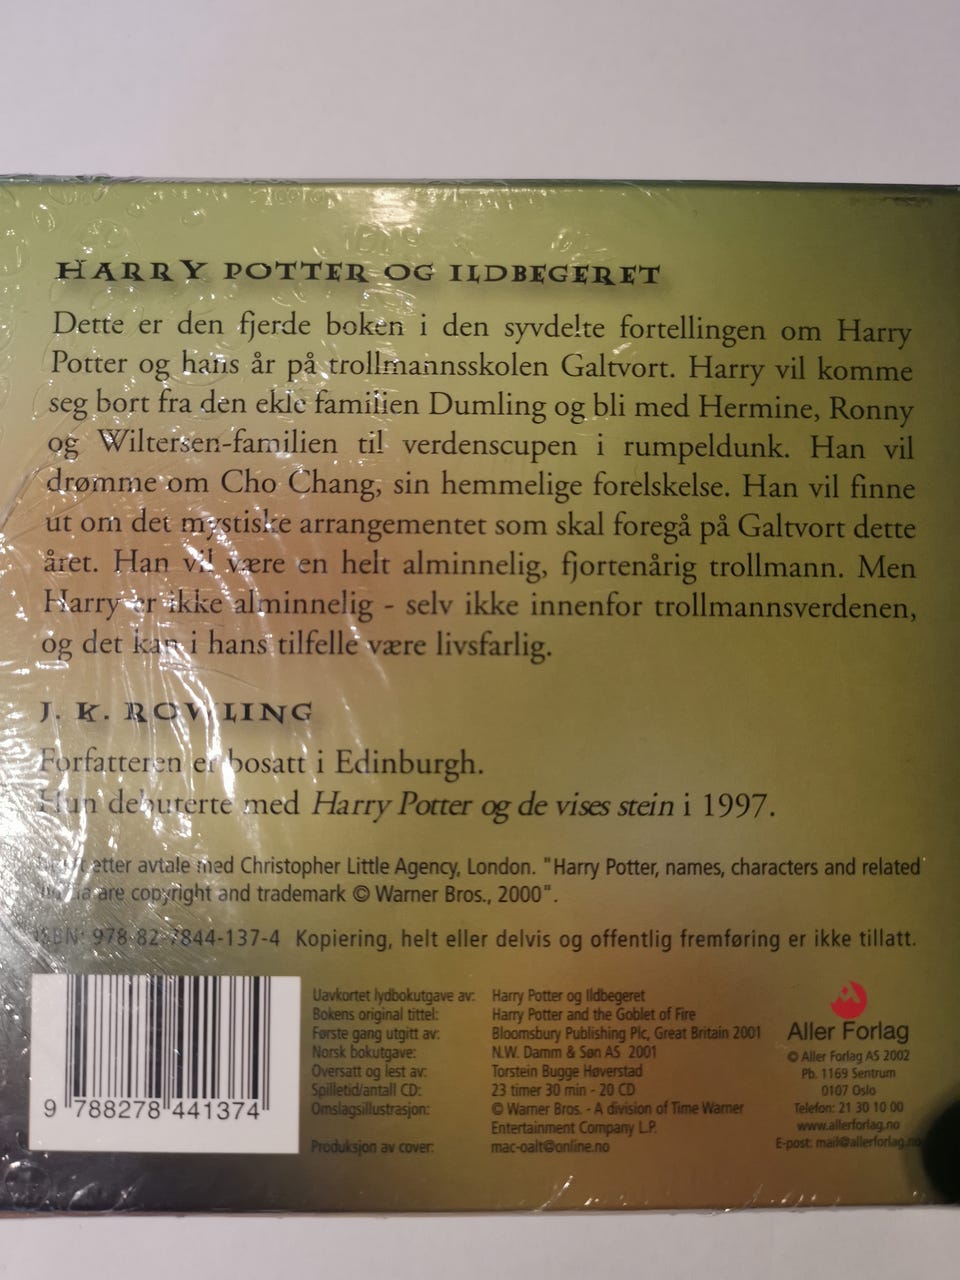 HARRY POTTER OG ILDBEGERET
Dette er den fjerde boken i den syvdelte fortellingen om Harry
Potter og hans år på trollmannsskolen Galtvort. Harry vil komme
seg bort fra den ekle familien Dumling og bli med Hermine, Ronny
og Wiltersen-familien til verdenscupen i rumpeldunk. Han vil
drømme om Cho Chang, sin hemmelige forelskelse. Han vil finne
ut om det mystiske arrangementet som skal foregå på Galtvort dette
året. Han vil være en helt alminnelig, fjortenårig trollmann. Men
Harry er ikke alminnelig - selv ikke innenfor trollmannsverdenen,
og det kan i hans tilfelle være livsfarlig.
J. K. ROWLING
Forfatteren er bosatt i Edinburgh.
Hun debuterte med Harry Potter og de vises stein i 1997.
etter avtale med Christopher Little Agency, London. "Harry Potter, names, characters and related
are copyright and trademark © Warner Bros., 2000".
ISBN: 978-82-7844-137-4 Kopiering, helt eller delvis og offentlig fremføring er ikke tillatt.
9 788278 441374
Uavkortet lydbokutgave av: Harry Potter og Ildbegeret
Bokens original tittel: Harry Potter and the Goblet of Fire
Første gang utgitt av: Bloomsbury Publishing Plc, Great Britain 2001
Norsk bokutgave: N.W. Damm & Søn AS 2001
Oversatt og lest av: Torstein Bugge Høverstad
Spilletid/antall CD: 23 timer 30 min - 20 CD
Omslagsillustrasjon: © Warner Bros. - A division of Time Warner
Entertainment Company L.P.
Produksjon av cover: mac-oalt@online.no
Aller Forlag
© Aller Forlag AS 2002
Pb. 1169 Sentrum
0107 Oslo
Telefon: 21 30 10 00
www.allerforlag.no
E-post: mail@allerforlag.no